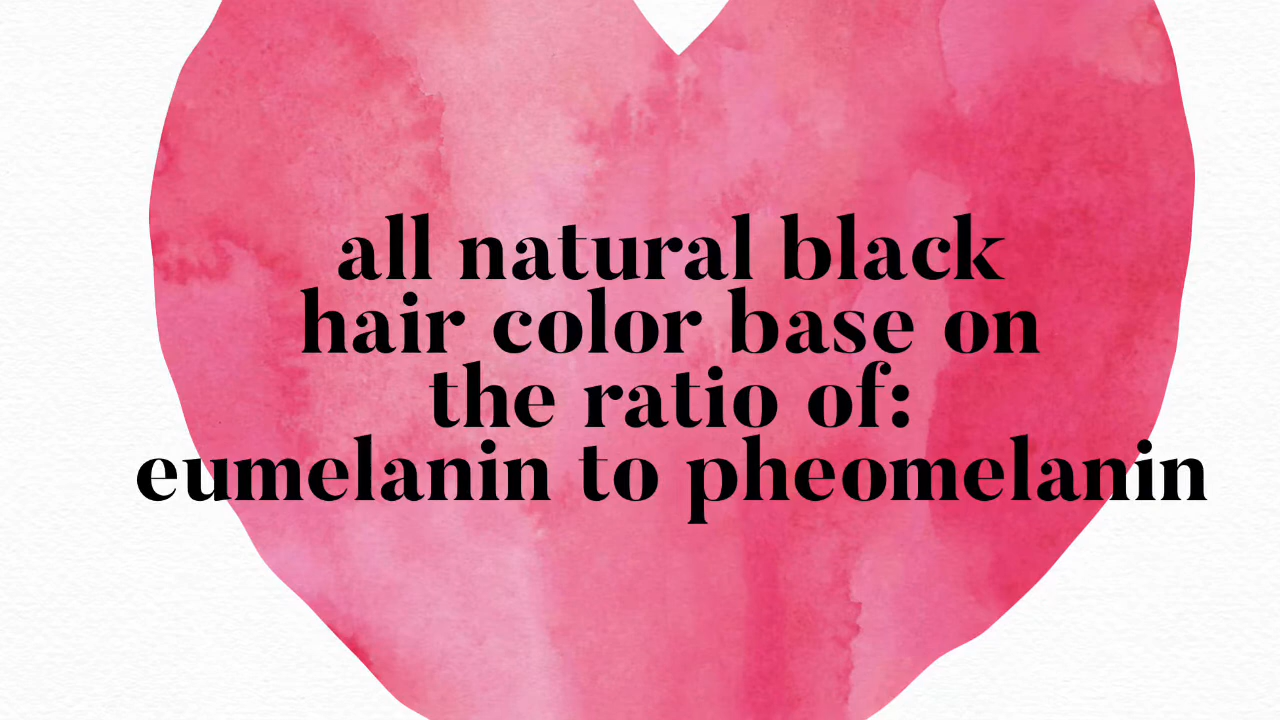 all natural black
hair color base on
the ratio of:
eumelanin to pheomelanin